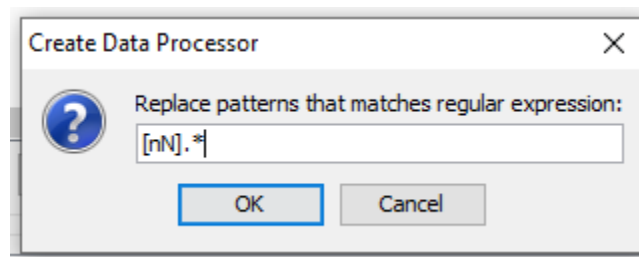 Create Data Processor
Replace patterns that matches regular expression:
[nN].*
OK
Cancel